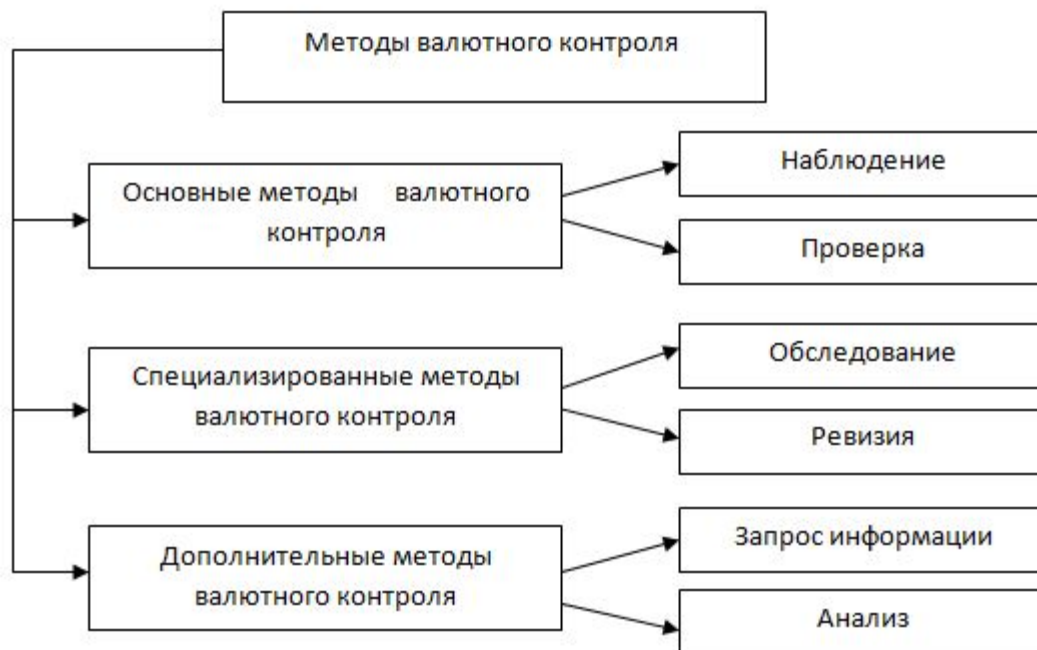 Методы валютного контроля
Основные методы валютного
контроля
Наблюдение
Проверка
Специализированные методы
валютного контроля
Обследование
Ревизия
Дополнительные методы
валютного контроля
Запрос информации
Анализ